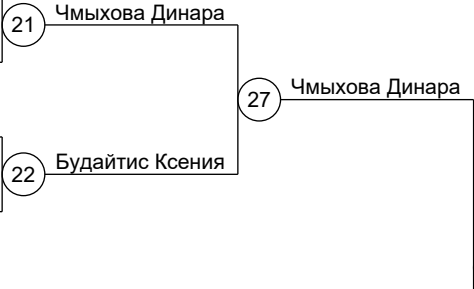 21 Чмыхова Динара
27 Чмыхова Динара
22 Будайтис Ксения